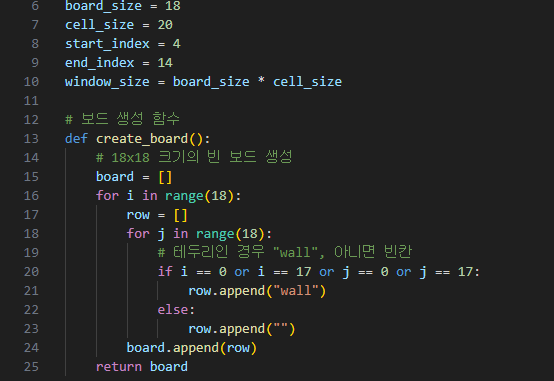 6 board_size = 18
7 cell_size = 20
8 start_index = 4
9 end_index = 14
10 window_size = board_size * cell_size
11
12 # 보드 생성 함수
13 def create_board():
14     # 18x18 크기의 빈 보드 생성
15     board = []
16     for i in range(18):
17         row = []
18         for j in range(18):
19             # 테두리인 경우 "wall", 아니면 빈칸
20             if i == 0 or i == 17 or j == 0 or j == 17:
21                 row.append("wall")
22             else:
23                 row.append("")
24         board.append(row)
25     return board